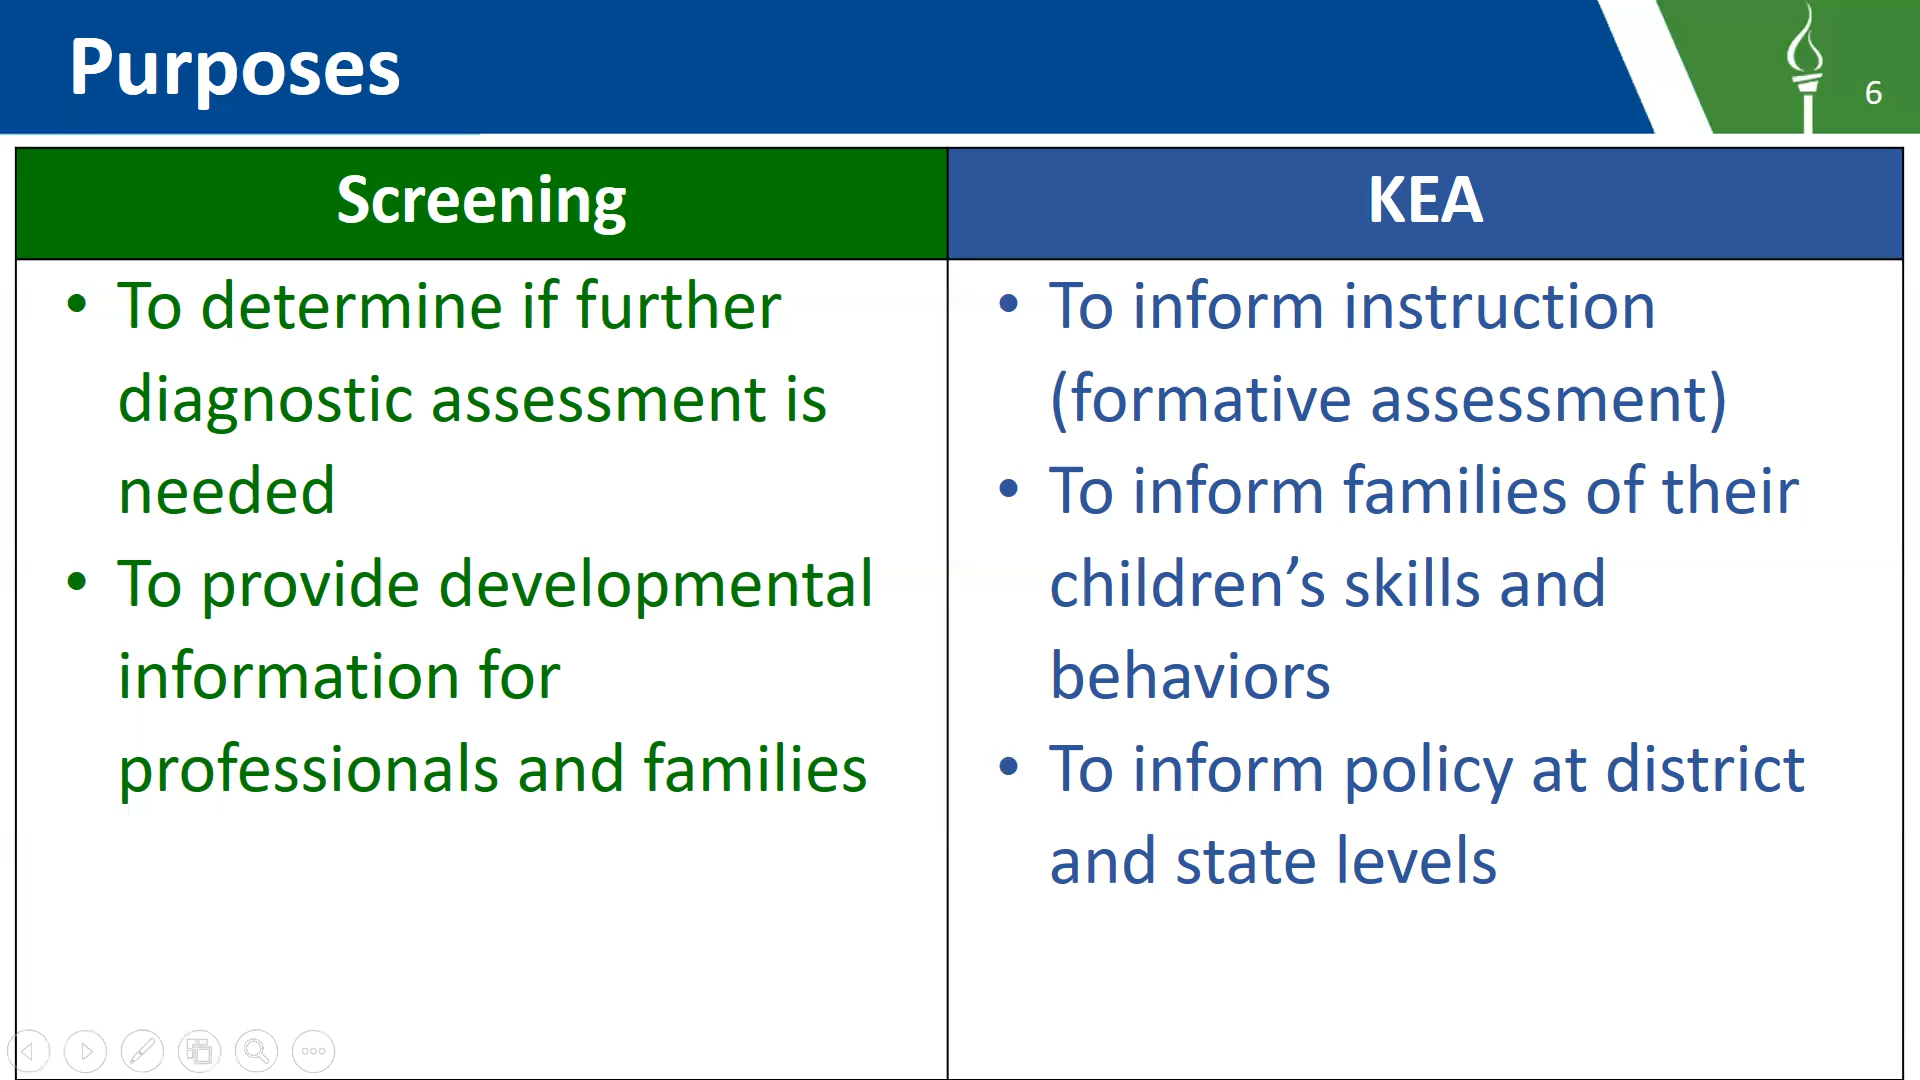 Purposes
6
Screening
• To determine if further
diagnostic assessment is
needed
• To provide developmental
information for
professionals and families
KEA
• To inform instruction
(formative assessment)
• To inform families of their
children’s skills and
behaviors
• To inform policy at district
and state levels